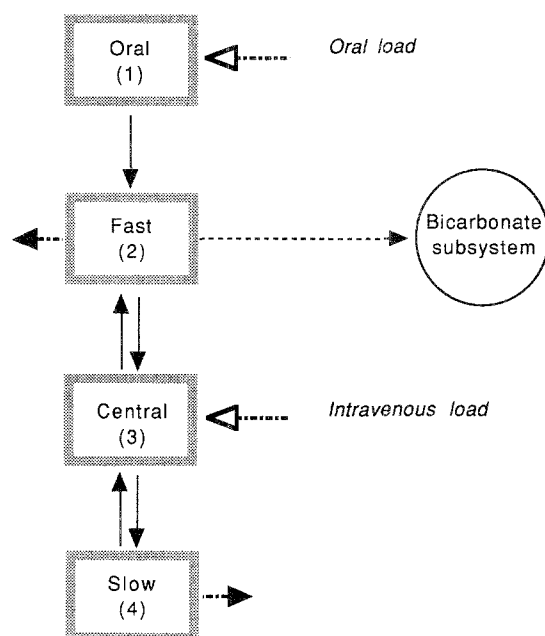 Oral
(1)
Oral load
Fast
(2)
Bicarbonate
subsystem
Central
(3)
Intravenous load
Slow
(4)